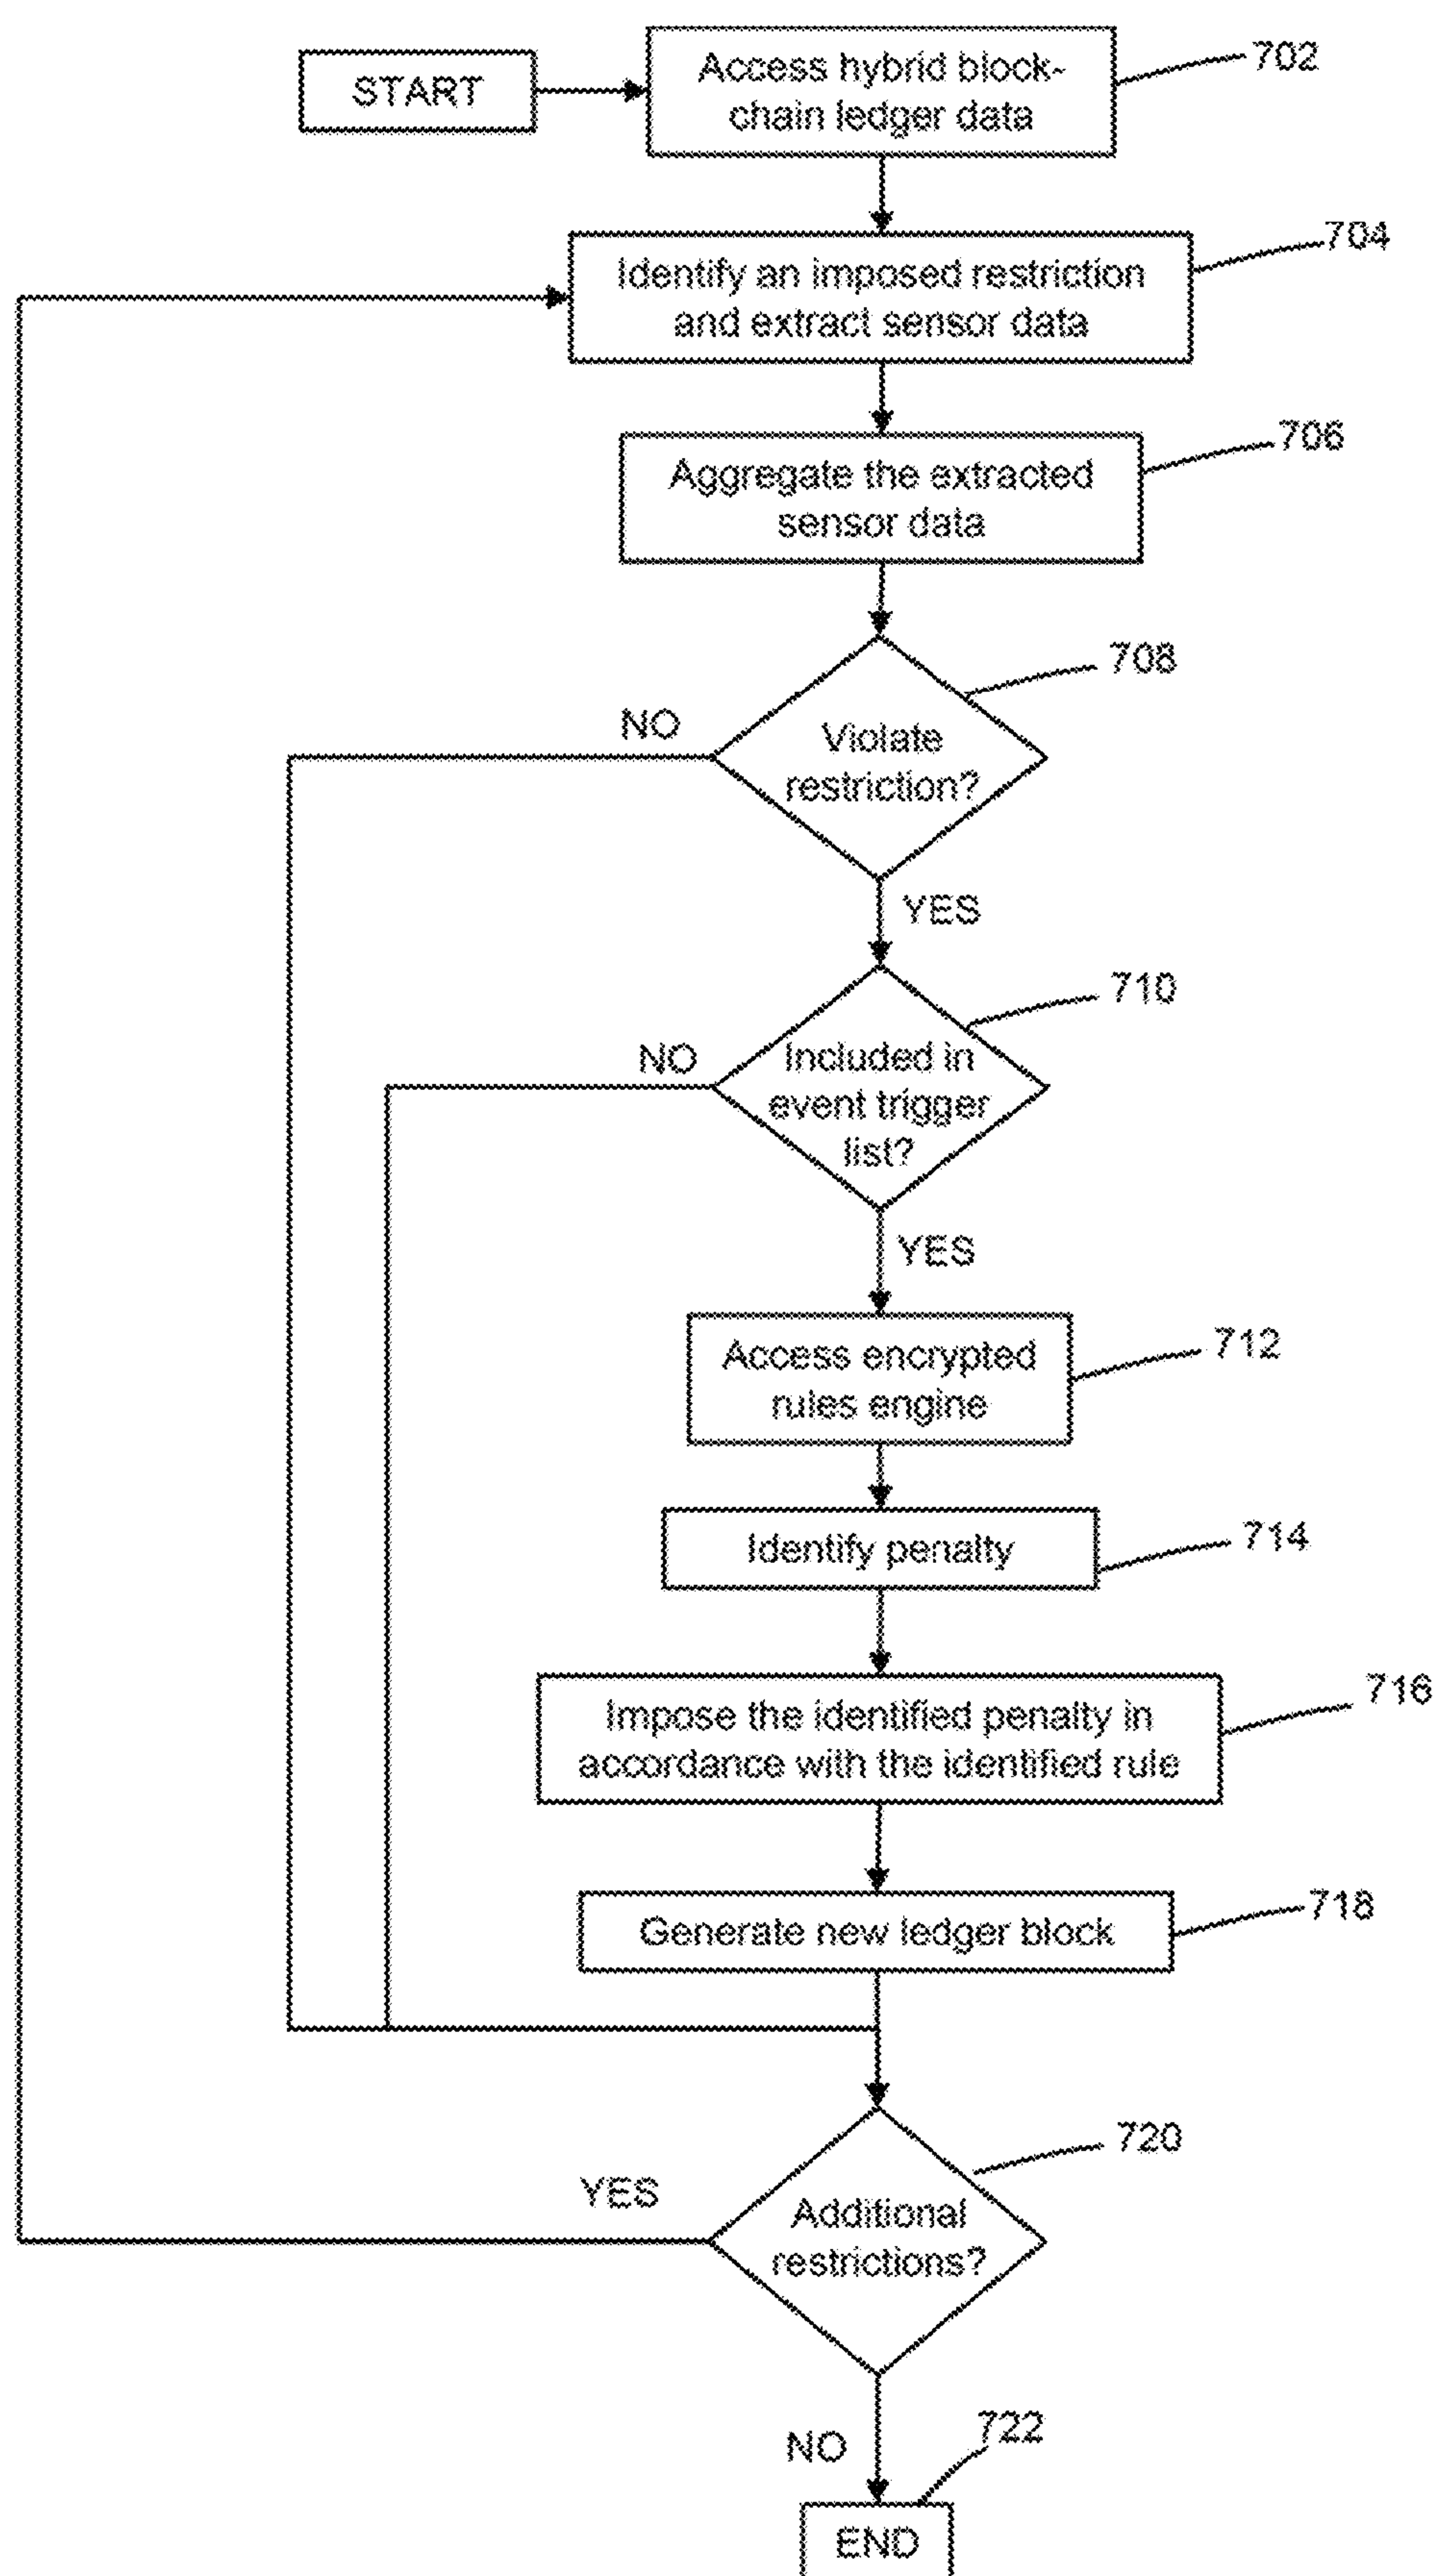 START
Access hybrid block-
chain ledger data
702
Identify an imposed restriction
and extract sensor data
704
Aggregate the extracted
sensor data
706
Violate
restriction?
708
NO
YES
Included in
event trigger
list?
710
NO
YES
Access encrypted
rules engine
712
Identify penalty
714
Impose the identified penalty in
accordance with the identified rule
716
Generate new ledger block
718
Additional
restrictions?
720
YES
NO
722
END